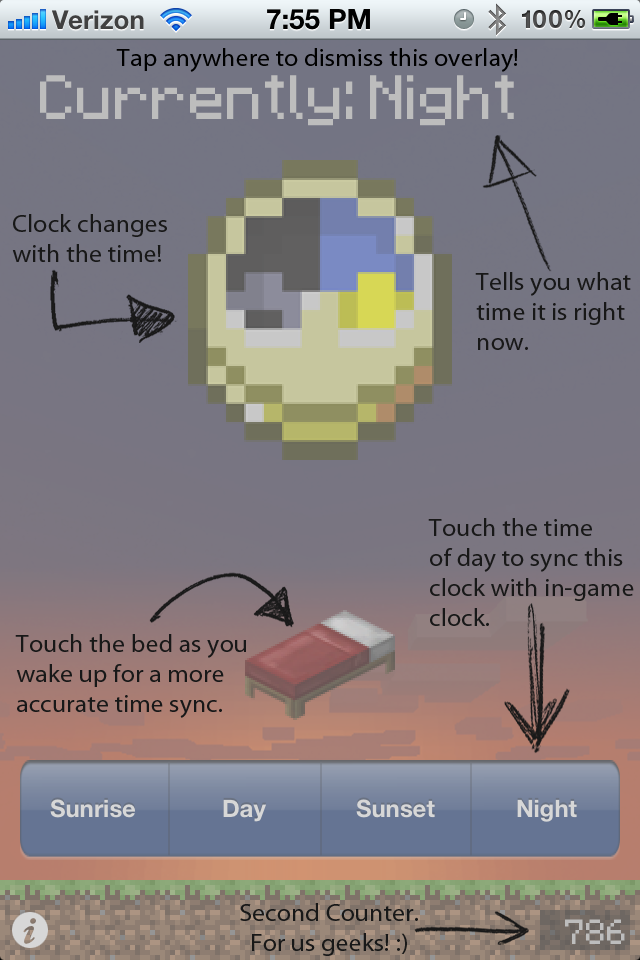 Verizon 7:55 PM 100%
Tap anywhere to dismiss this overlay!
Currently: Night
Clock changes
with the time!
Tells you what
time it is right
now.
Touch the time
of day to sync this
clock with in-game
clock.
Touch the bed as you
wake up for a more
accurate time sync.
Sunrise Day Sunset Night
Second Counter.
For us geeks! :)
i
786